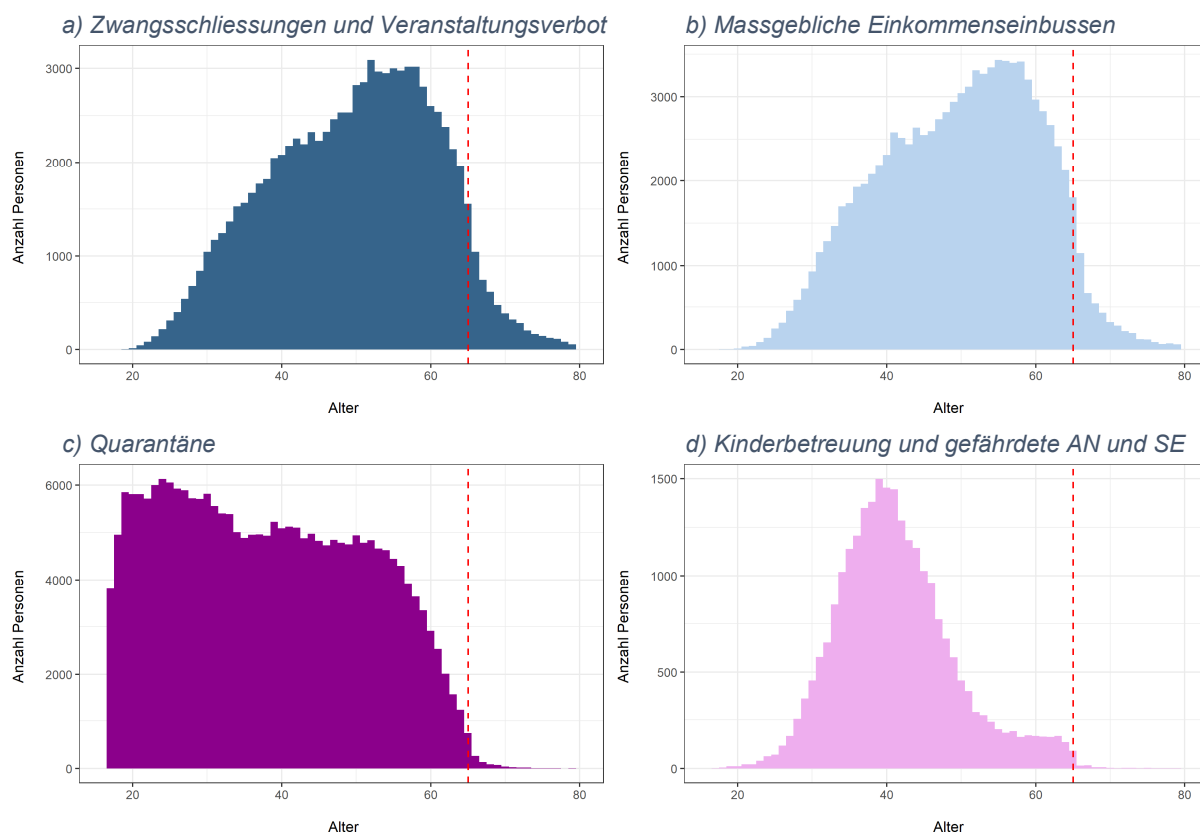 a) Zwangsschliessungen und Veranstaltungsverbot
Anzahl Personen
3000
2000
1000
0
20 40 60 80
Alter
b) Massgebliche Einkommenseinbussen
Anzahl Personen
3000
2000
1000
0
20 40 60 80
Alter
c) Quarantäne
Anzahl Personen
6000
4000
2000
0
20 40 60 80
Alter
d) Kinderbetreuung und gefährdete AN und SE
Anzahl Personen
1500
1000
500
0
20 40 60 80
Alter